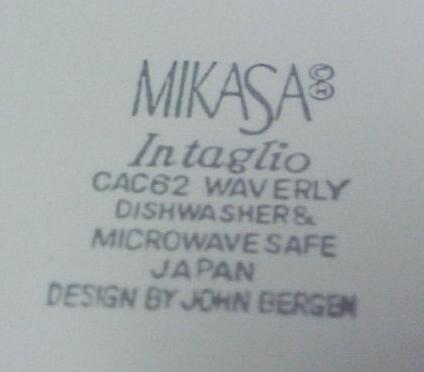 MIKASA ©®
Intaglio
CAC62 WAVERLY
DISHWASHER &
MICROWAVE SAFE
JAPAN
DESIGN BY JOHN BERGEN